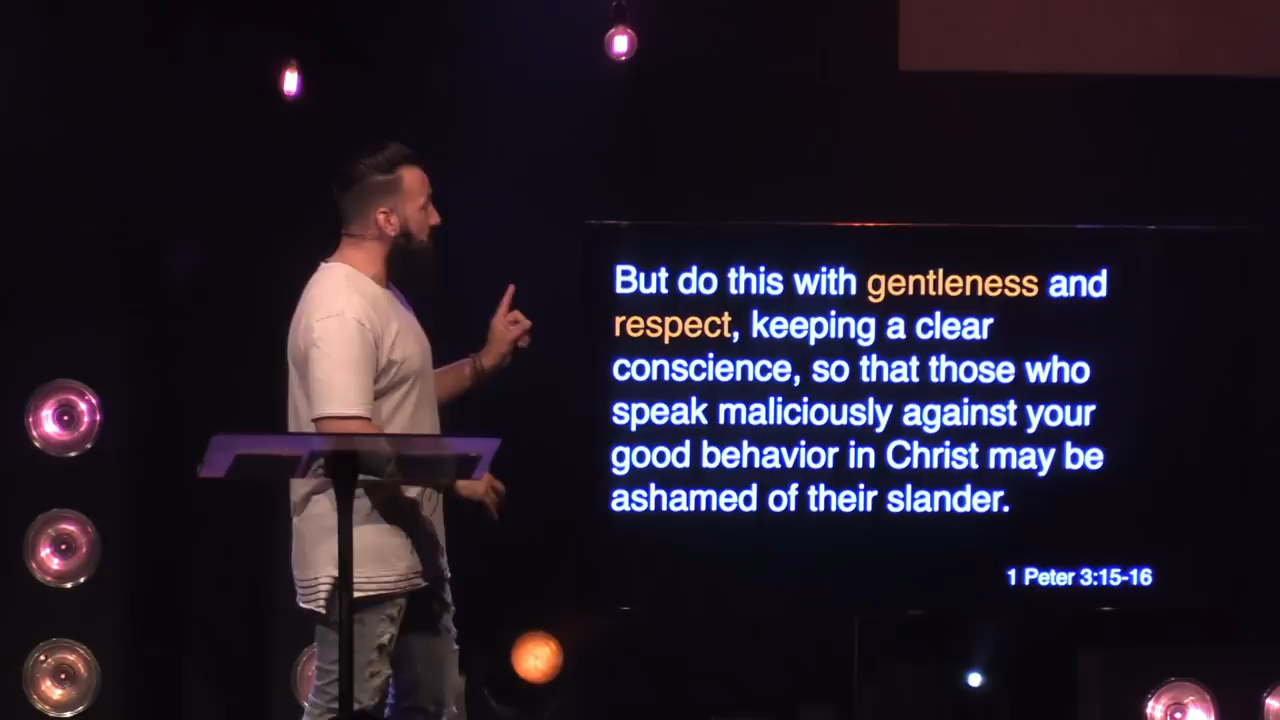 But do this with gentleness and
respect, keeping a clear
conscience, so that those who
speak maliciously against your
good behavior in Christ may be
ashamed of their slander.
1 Peter 3:15-16